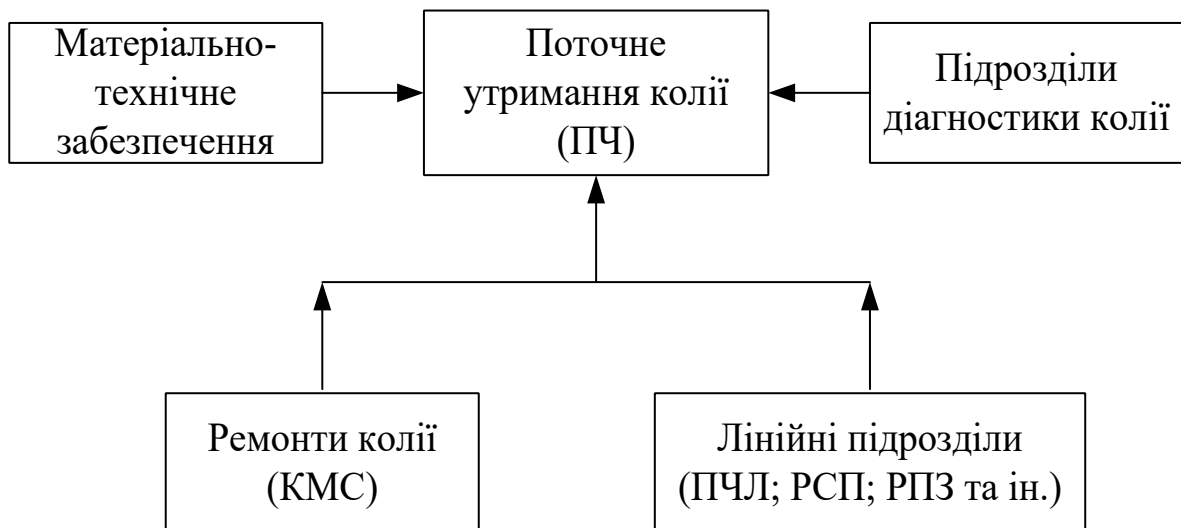 Матеріально-
технічне
забезпечення
Поточне
утримання колії
(ПЧ)
Підрозділи
діагностики колії
Ремонти колії
(КМС)
Лінійні підрозділи
(ПЧЛ; РСП; РПЗ та ін.)